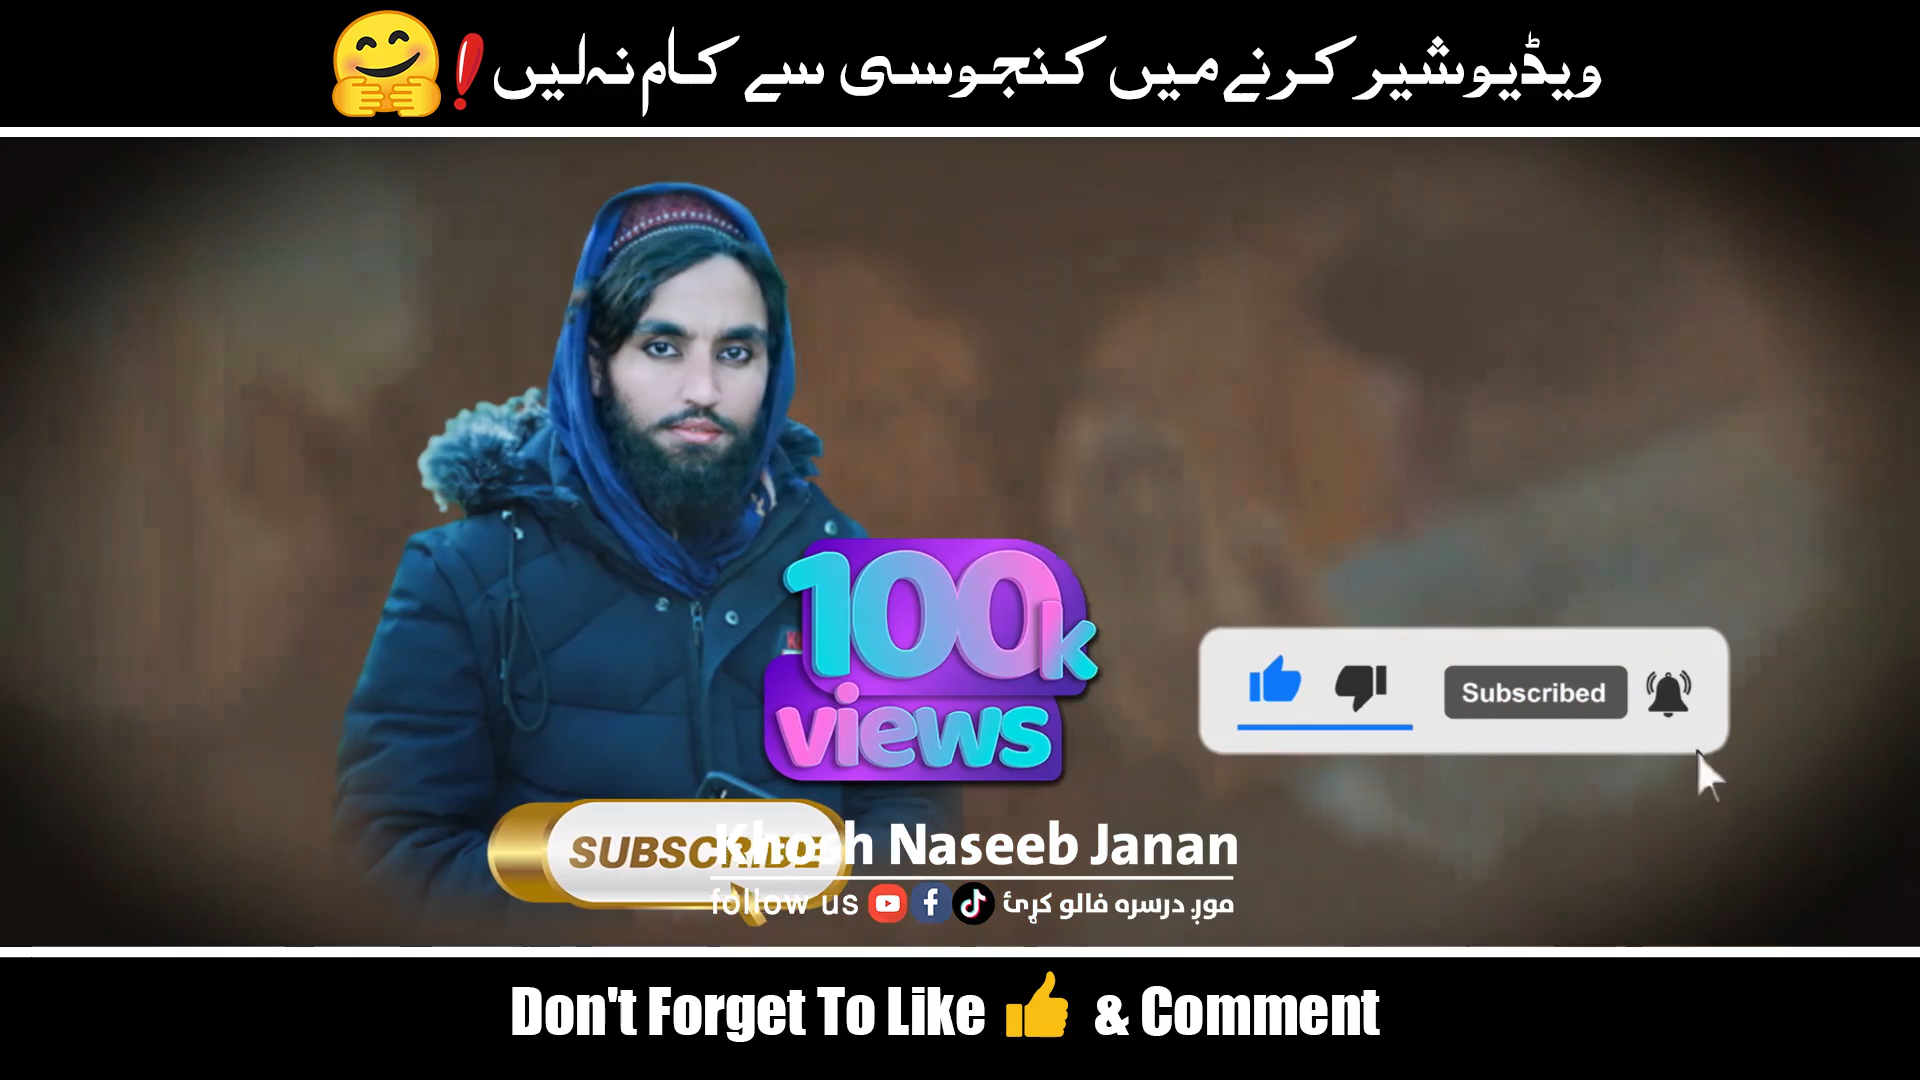 ویڈیو شیر کرنے میں کنجوسی سے کام نہ لیں
100k
views
Subscribed
SUBSCRIBE
Khosh Naseeb Janan
follow us
موږ درسره فالو کړئ
Don't Forget To Like & Comment